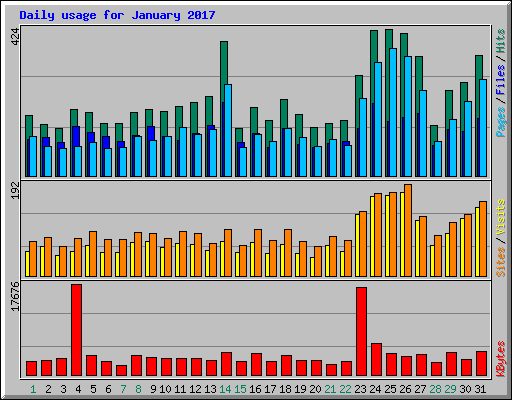 Daily usage for January 2017
424
Pages / Files / Hits
192
Sites / Visits
17676
KBytes
1 2 3 4 5 6 7 8 9 10 11 12 13 14 15 16 17 18 19 20 21 22 23 24 25 26 27 28 29 30 31